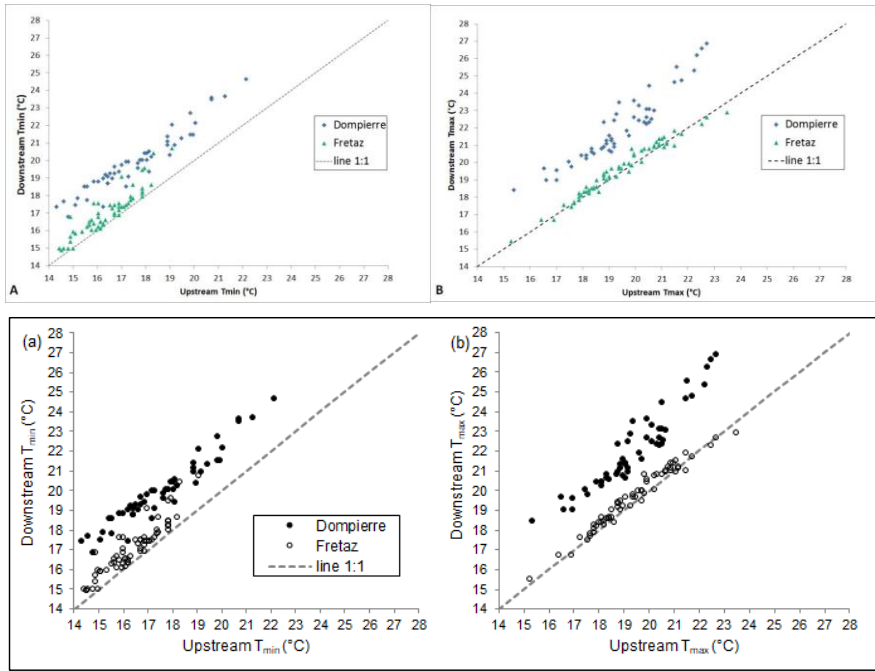 28
27
26
25
24
23
22
21
20
19
18
17
16
15
14
Downstream Tmin (°C)
Dompierre
Fretaz
line 1:1
14 15 16 17 18 19 20 21 22 23 24 25 26 27 28
A
Upstream Tmin (°C)
28
27
26
25
24
23
22
21
20
19
18
17
16
15
14
Downstream Tmax (°C)
Dompierre
Fretaz
line 1:1
14 15 16 17 18 19 20 21 22 23 24 25 26 27 28
B
Upstream Tmax (°C)
(a)
28
27
26
25
24
23
22
21
20
19
18
17
16
15
14
Downstream Tmin (°C)
Dompierre
Fretaz
line 1:1
14 15 16 17 18 19 20 21 22 23 24 25 26 27 28
Upstream Tmin (°C)
(b)
28
27
26
25
24
23
22
21
20
19
18
17
16
15
14
Downstream Tmax (°C)
14 15 16 17 18 19 20 21 22 23 24 25 26 27 28
Upstream Tmax (°C)